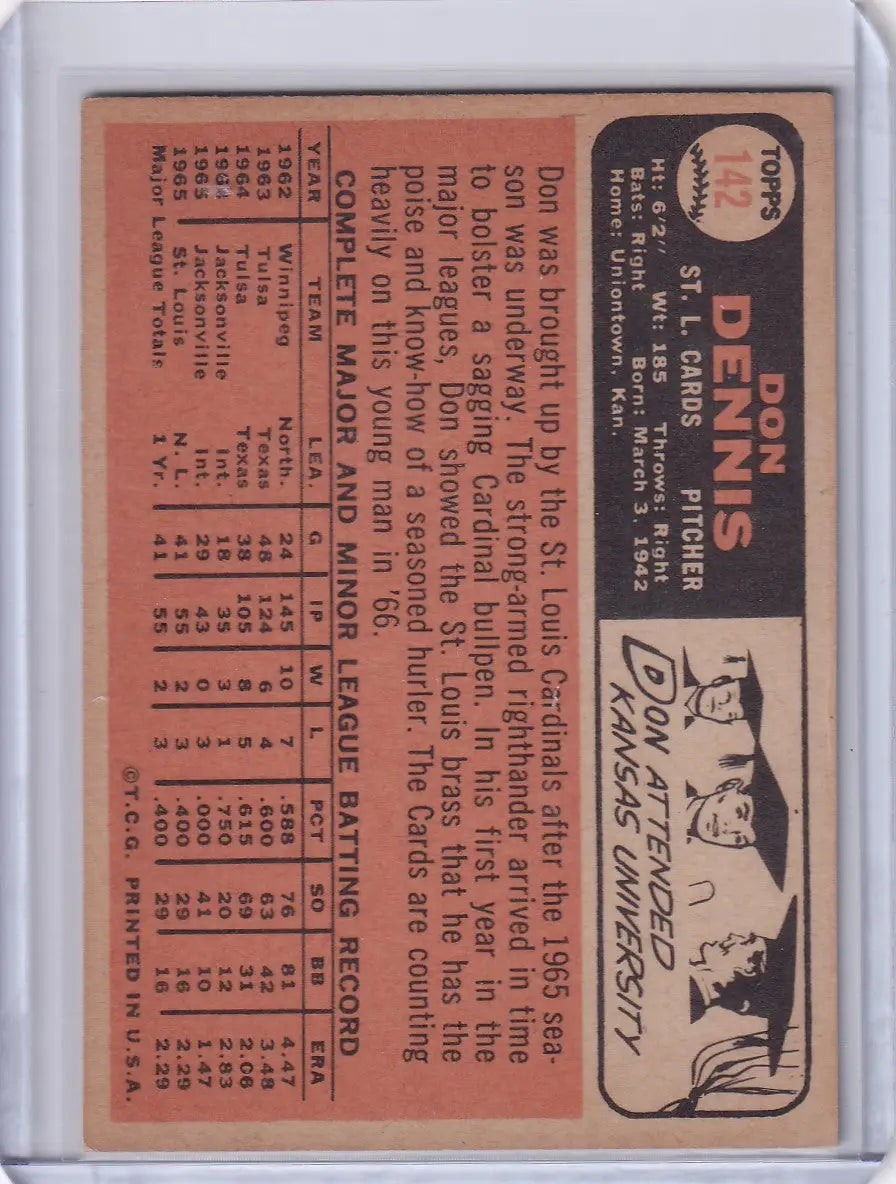 TOPPS
142
DON
DENNIS
ST. L. CARDS PITCHER
Ht: 6'2" Wt: 185 Throws: Right
Bats: Right Born: March 3, 1942
Home: Uniontown, Kan.
DON ATTENDED
KANSAS UNIVERSITY
Don was brought up by the St. Louis Cardinals after the 1965 sea-
son was underway. The strong-armed righthander arrived in time
to bolster a sagging Cardinal bullpen. In his first year in the
major leagues, Don showed the St. Louis brass that he has the
poise and know-how of a seasoned hurler. The Cards are counting
heavily on this young man in '66.
COMPLETE MAJOR AND MINOR LEAGUE BATTING RECORD
YEAR TEAM LEA. G IP W L PCT SO BB ERA
1962 Winnipeg North. 24 145 10 7 .588 76 81 4.47
1963 Tulsa Texas 48 124 6 4 .600 63 42 3.48
1964 Tulsa Texas 38 105 8 5 .615 69 31 2.06
1964 Jacksonville Int. 18 35 3 1 .750 20 12 2.83
1965 Jacksonville Int. 29 43 0 3 .000 41 10 1.47
1965 St. Louis N. L. 41 55 2 3 .400 29 16 2.29
Major League Totals 1 Yr. 41 55 2 3 .400 29 16 2.29
©T.C.G. PRINTED IN U.S.A.